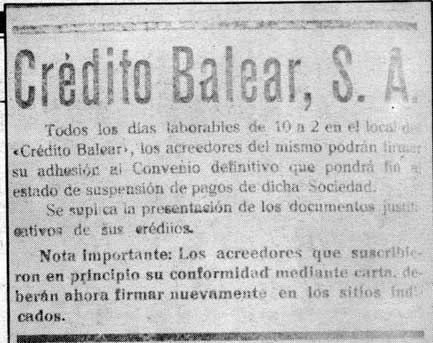 Crédito Balear, S. A.
Todos los días laborables de 10 a 2 en el local del
«Crédito Balear», los acreedores del mismo podrán firmar
su adhesión al Convenio definitivo que pondrá fin al
estado de suspensión de pagos de dicha Sociedad.
Se suplica la presentación de los documentos justifi-
cativos de sus créditos.
Nota importante: Los acreedores que suscribie-
ron en principio su conformidad mediante carta, de-
berán ahora firmar nuevamente en los sitios indi-
cados.